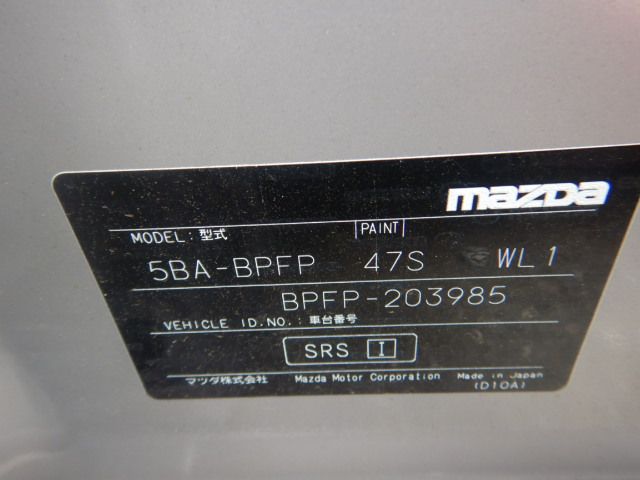 mazda
MODEL:型式 PAINT
5BA-BPFP 47S WL1
BPFP-203985
VEHICLE ID.NO.:車台番号
SRS I
マツダ株式会社 Mazda Motor Corporation Made in Japan
(D10A)